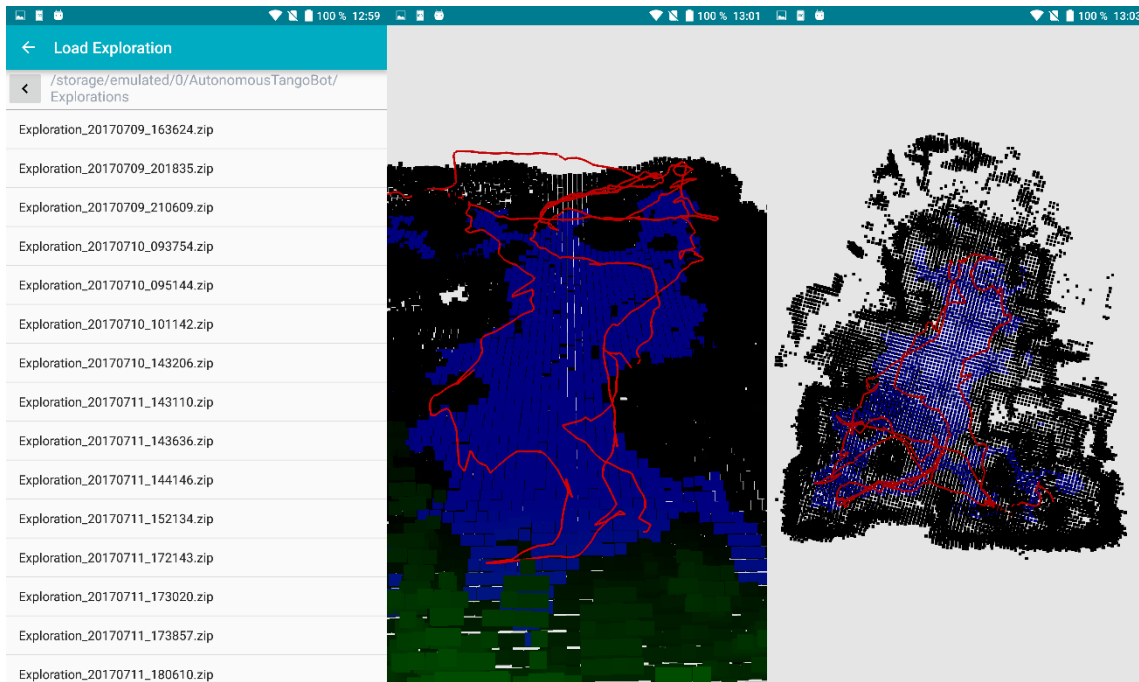 100 % 12:59
Load Exploration
/storage/emulated/0/AutonomousTangoBot/
Explorations
Exploration_20170709_163624.zip
Exploration_20170709_201835.zip
Exploration_20170709_210609.zip
Exploration_20170710_093754.zip
Exploration_20170710_095144.zip
Exploration_20170710_101142.zip
Exploration_20170710_143206.zip
Exploration_20170711_143110.zip
Exploration_20170711_143636.zip
Exploration_20170711_144146.zip
Exploration_20170711_152134.zip
Exploration_20170711_172143.zip
Exploration_20170711_173020.zip
Exploration_20170711_173857.zip
Exploration_20170711_180610.zip
100 % 13:01
100 % 13:03